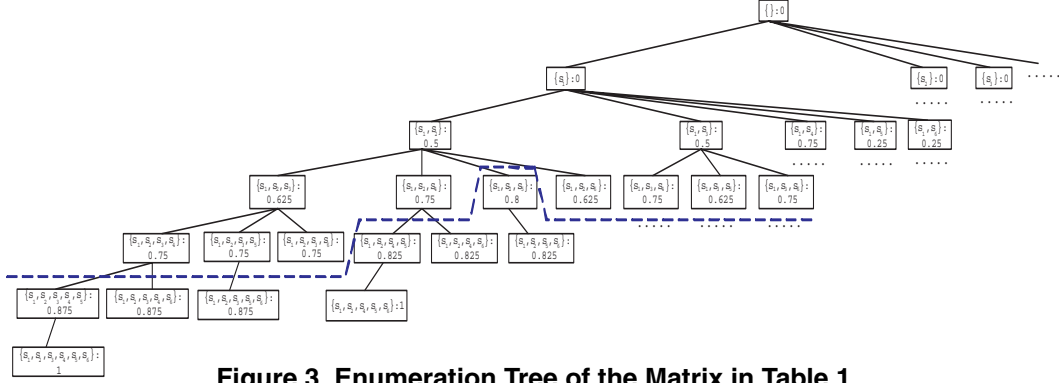 {}:0
{s₁}:0
{s₂}:0
{s₃}:0
.....
.....
.....
{s₁,s₂}:
0.5
{s₁,s₃}:
0.5
{s₁,s₄}:
0.75
{s₁,s₅}:
0.25
{s₁,s₆}:
0.25
.....
.....
.....
{s₁,s₂,s₃}:
0.625
{s₁,s₂,s₄}:
0.75
{s₁,s₂,s₅}:
0.8
{s₁,s₂,s₆}:
0.625
{s₁,s₃,s₄}:
0.75
{s₁,s₃,s₅}:
0.625
{s₁,s₃,s₆}:
0.75
.....
.....
{s₁,s₂,s₃,s₄}:
0.75
{s₁,s₂,s₃,s₅}:
0.75
{s₁,s₂,s₃,s₆}:
0.75
{s₁,s₂,s₄,s₅}:
0.825
{s₁,s₂,s₄,s₆}:
0.825
{s₁,s₂,s₅,s₆}:
0.825
{s₁,s₂,s₃,s₄,s₅}:
0.875
{s₁,s₂,s₃,s₄,s₆}:
0.875
{s₁,s₂,s₃,s₅,s₆}:
0.875
{s₁,s₂,s₄,s₅,s₆}:1
{s₁,s₂,s₃,s₄,s₅,s₆}:
1
Figure 3. Enumeration Tree of the Matrix in Table 1